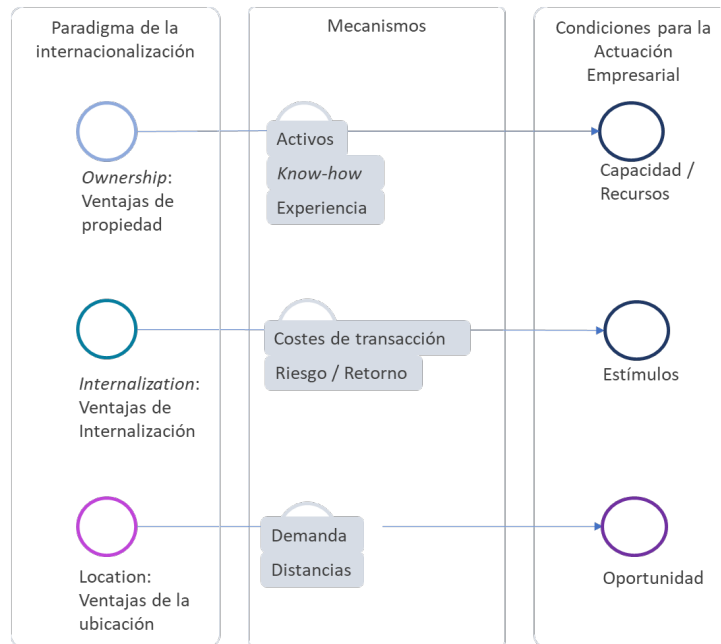 Paradigma de la
internacionalización
Mecanismos
Condiciones para la
Actuación
Empresarial
Ownership:
Ventajas de
propiedad
Activos
Know-how
Experiencia
Capacidad /
Recursos
Internalization:
Ventajas de
Internalización
Costes de transacción
Riesgo / Retorno
Estímulos
Location:
Ventajas de la
ubicación
Demanda
Distancias
Oportunidad